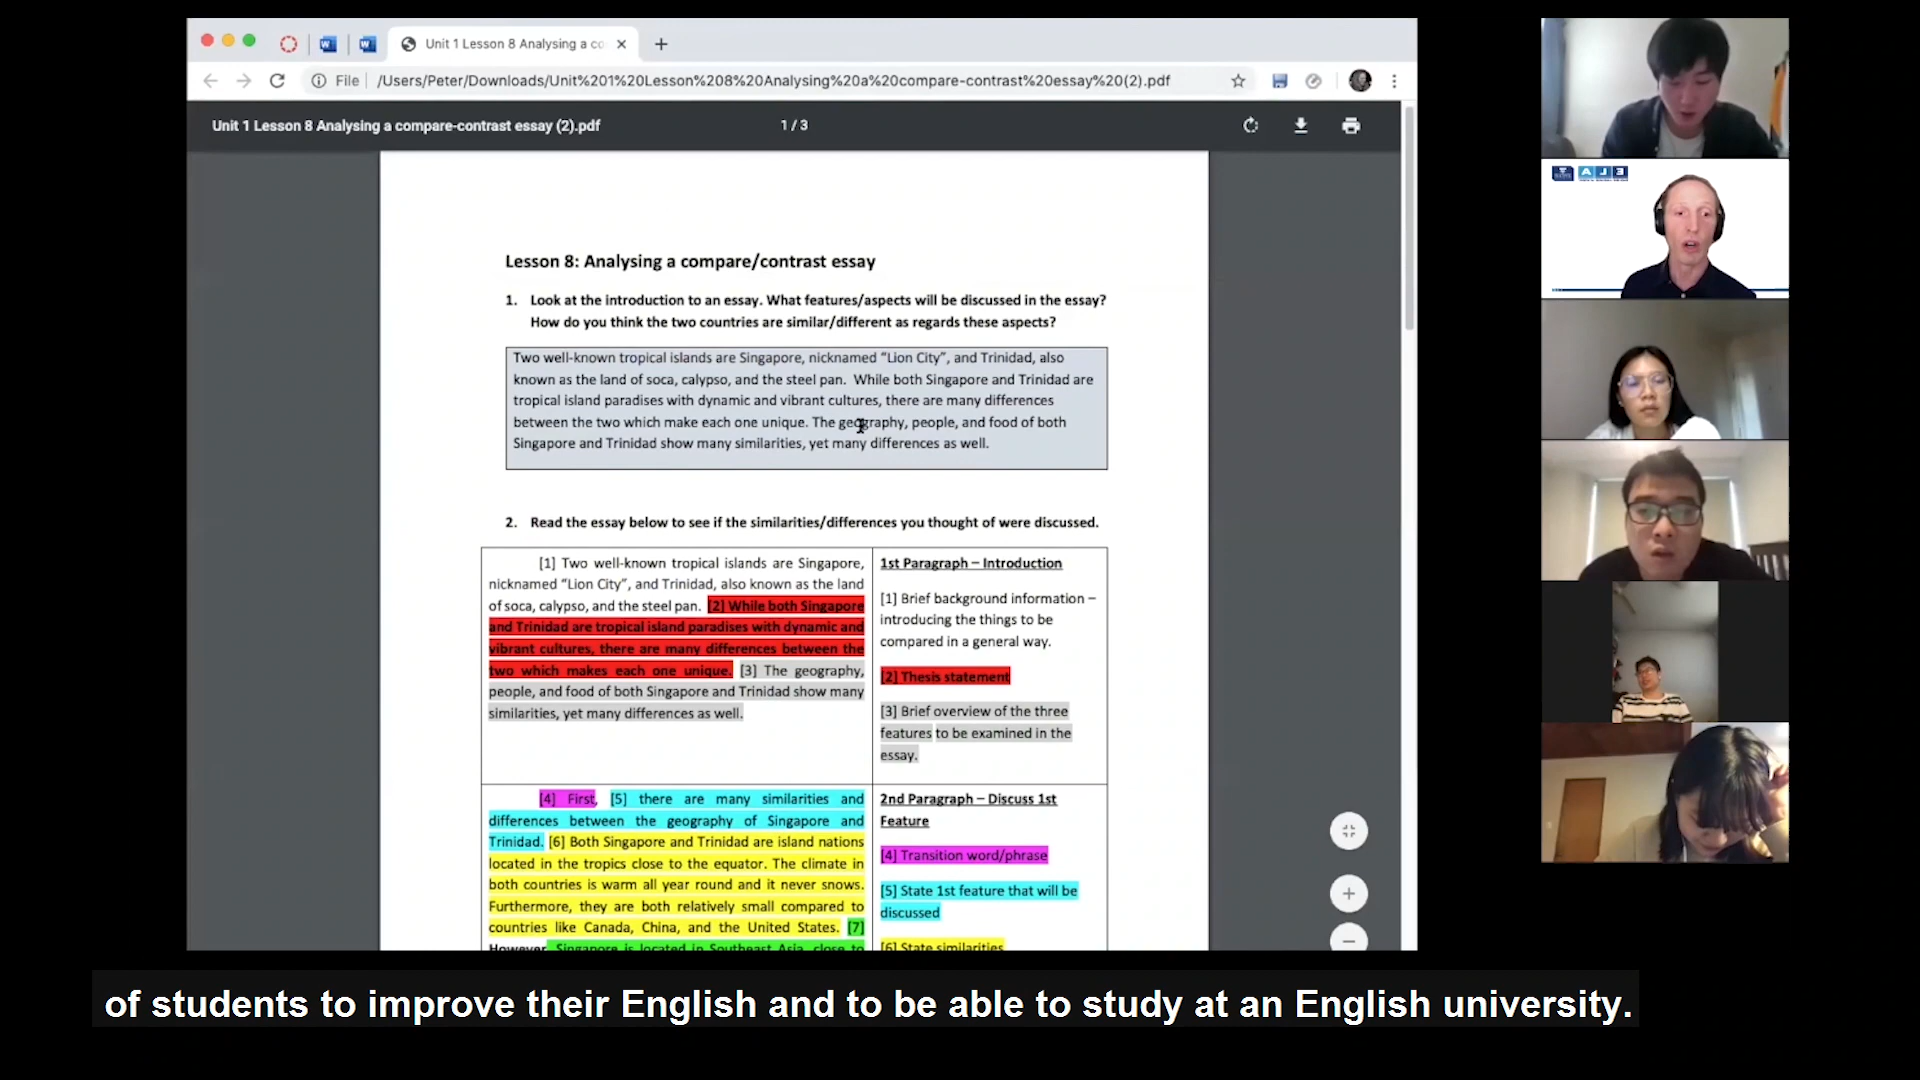 Unit 1 Lesson 8 Analysing a co
File
/Users/Peter/Downloads/Unit%201%20Lesson%208%20Analysing%20a%20compare-contrast%20essay%20(2).pdf
Unit 1 Lesson 8 Analysing a compare-contrast essay (2).pdf
1 / 3
Lesson 8: Analysing a compare/contrast essay
1. Look at the introduction to an essay. What features/aspects will be discussed in the essay?
How do you think the two countries are similar/different as regards these aspects?
Two well-known tropical islands are Singapore, nicknamed “Lion City”, and Trinidad, also
known as the land of soca, calypso, and the steel pan. While both Singapore and Trinidad are
tropical island paradises with dynamic and vibrant cultures, there are many differences
between the two which make each one unique. The geography, people, and food of both
Singapore and Trinidad show many similarities, yet many differences as well.
2. Read the essay below to see if the similarities/differences you thought of were discussed.
[1] Two well-known tropical islands are Singapore,
nicknamed “Lion City”, and Trinidad, also known as the land
of soca, calypso, and the steel pan. [2] While both Singapore
and Trinidad are tropical island paradises with dynamic and
vibrant cultures, there are many differences between the
two which makes each one unique. [3] The geography,
people, and food of both Singapore and Trinidad show many
similarities, yet many differences as well.
1st Paragraph – Introduction
[1] Brief background information –
introducing the things to be
compared in a general way.
[2] Thesis statement
[3] Brief overview of the three
features to be examined in the
essay.
[4] First, [5] there are many similarities and
differences between the geography of Singapore and
Trinidad. [6] Both Singapore and Trinidad are island nations
located in the tropics close to the equator. The climate in
both countries is warm all year round and it never snows.
Furthermore, they are both relatively small compared to
countries like Canada, China, and the United States. [7]
However, Singapore is located in Southeast Asia, close to
2nd Paragraph – Discuss 1st
Feature
[4] Transition word/phrase
[5] State 1st feature that will be
discussed
[6] State similarities
of students to improve their English and to be able to study at an English university.